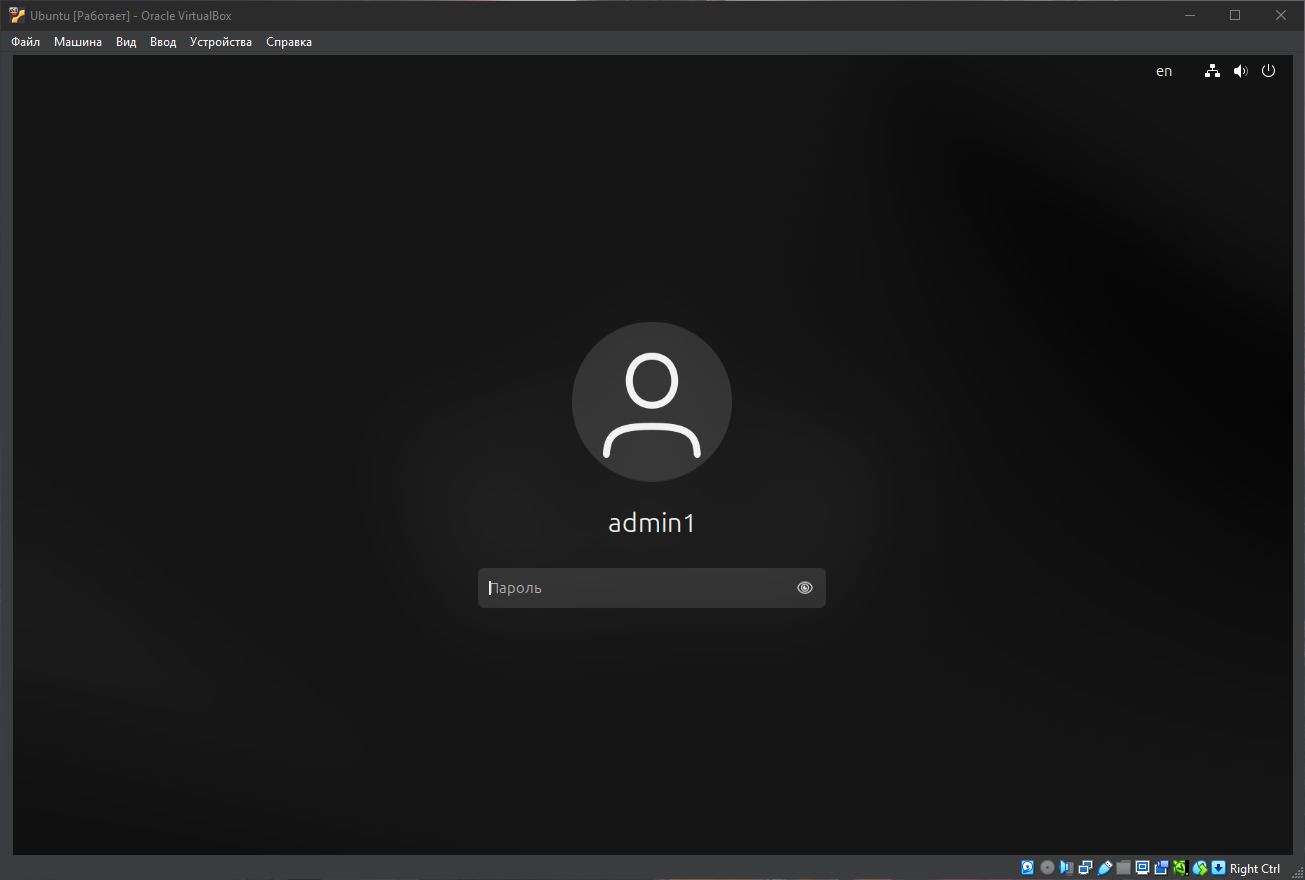 Ubuntu [Работает] - Oracle VirtualBox
Файл Машина Вид Ввод Устройства Справка
en
admin1
Пароль
Right Ctrl